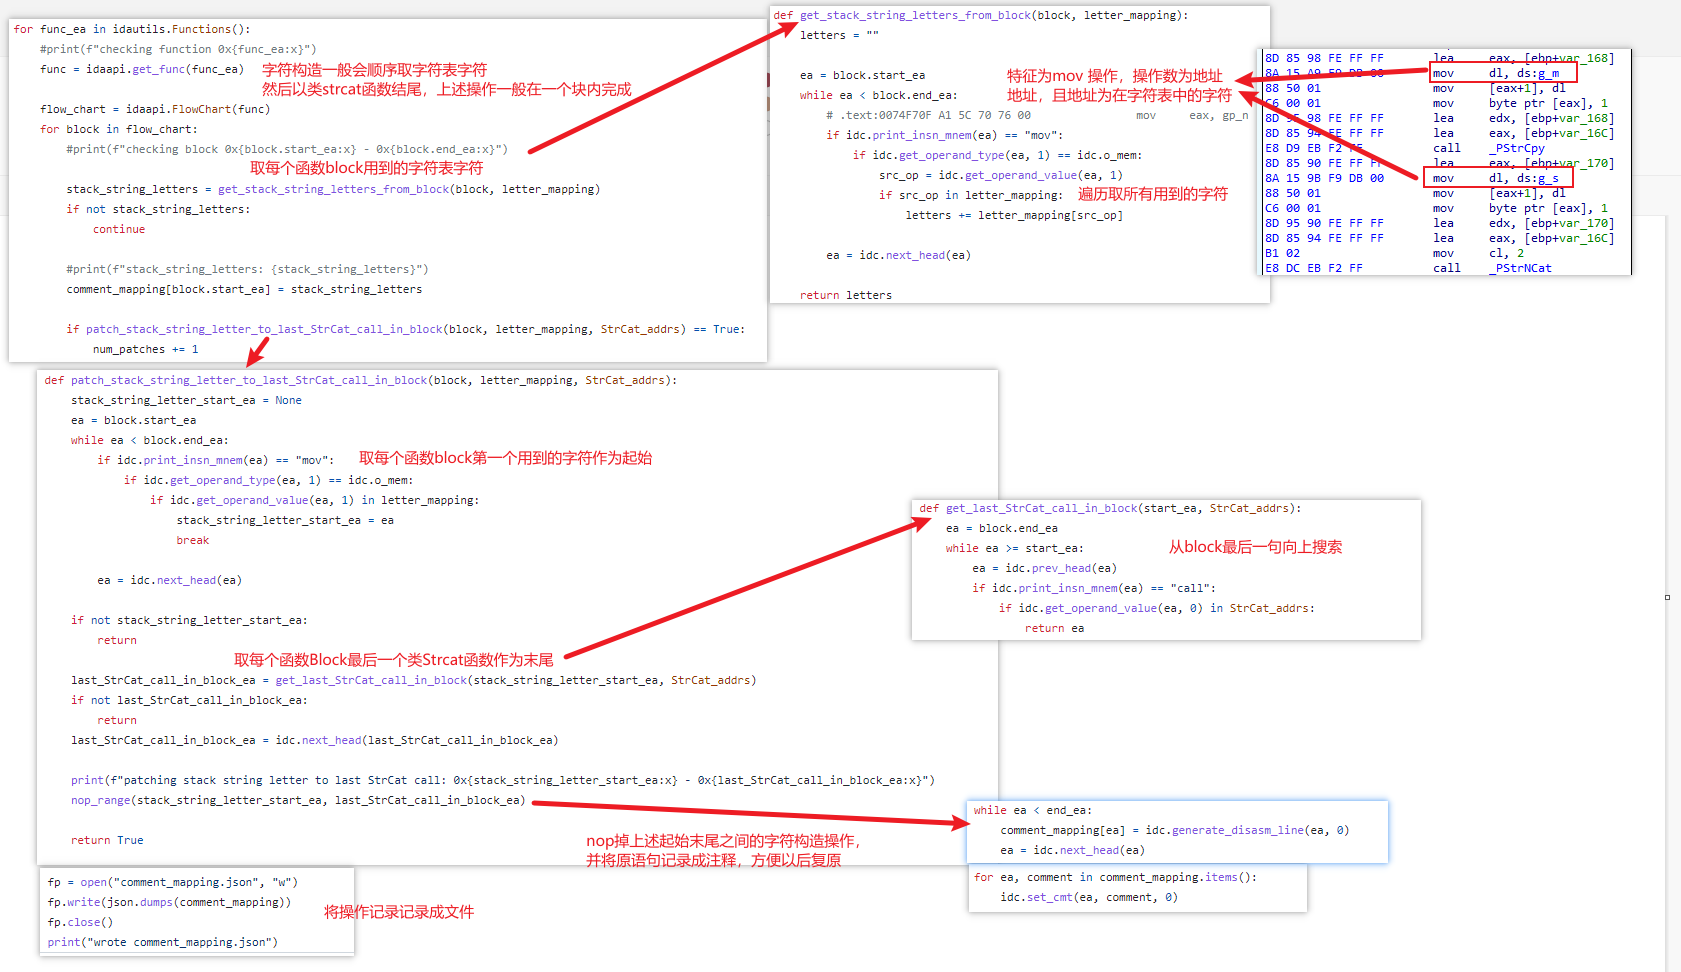 for func_ea in idautils.Functions():
    #print(f"checking function 0x{func_ea:x}")
    func = idaapi.get_func(func_ea)
字符构造一般会顺序取字符表字符
然后以类strcat函数结尾，上述操作一般在一个块内完成
    flow_chart = idaapi.FlowChart(func)
    for block in flow_chart:
        #print(f"checking block 0x{block.start_ea:x} - 0x{block.end_ea:x}")
取每个函数block用到的字符表字符
        stack_string_letters = get_stack_string_letters_from_block(block, letter_mapping)
        if not stack_string_letters:
            continue
        #print(f"stack_string_letters: {stack_string_letters}")
        comment_mapping[block.start_ea] = stack_string_letters
        if patch_stack_string_letter_to_last_StrCat_call_in_block(block, letter_mapping, StrCat_addrs) == True:
            num_patches += 1
def get_stack_string_letters_from_block(block, letter_mapping):
    letters = ""
    ea = block.start_ea
    while ea < block.end_ea:
        # .text:0074F70F A1 5C 70 76 00                mov     eax, gp_n
        if idc.print_insn_mnem(ea) == "mov":
            if idc.get_operand_type(ea, 1) == idc.o_mem:
                src_op = idc.get_operand_value(ea, 1)
                if src_op in letter_mapping:
遍历取所有用到的字符
                    letters += letter_mapping[src_op]
        ea = idc.next_head(ea)
    return letters
特征为mov 操作，操作数为地址
地址，且地址为在字符表中的字符
8D 85 98 FE FF FF lea eax, [ebp+var_168]
mov dl, ds:g_m
88 50 01 mov [eax+1], dl
C6 00 01 mov byte ptr [eax], 1
8D 95 98 FE FF FF lea edx, [ebp+var_168]
8D 85 94 FE FF FF lea eax, [ebp+var_16C]
E8 D9 EB F2 FF call _PStrCpy
8D 85 90 FE FF FF lea eax, [ebp+var_170]
8A 15 9B F9 DB 00 mov dl, ds:g_s
88 50 01 mov [eax+1], dl
C6 00 01 mov byte ptr [eax], 1
8D 95 90 FE FF FF lea edx, [ebp+var_170]
8D 85 94 FE FF FF lea eax, [ebp+var_16C]
B1 02 mov cl, 2
E8 DC EB F2 FF call _PStrNCat
def patch_stack_string_letter_to_last_StrCat_call_in_block(block, letter_mapping, StrCat_addrs):
    stack_string_letter_start_ea = None
    ea = block.start_ea
    while ea < block.end_ea:
        if idc.print_insn_mnem(ea) == "mov":
取每个函数block第一个用到的字符作为起始
            if idc.get_operand_type(ea, 1) == idc.o_mem:
                if idc.get_operand_value(ea, 1) in letter_mapping:
                    stack_string_letter_start_ea = ea
                    break
        ea = idc.next_head(ea)
    if not stack_string_letter_start_ea:
        return
取每个函数Block最后一个类Strcat函数作为末尾
    last_StrCat_call_in_block_ea = get_last_StrCat_call_in_block(stack_string_letter_start_ea, StrCat_addrs)
    if not last_StrCat_call_in_block_ea:
        return
    last_StrCat_call_in_block_ea = idc.next_head(last_StrCat_call_in_block_ea)
    print(f"patching stack string letter to last StrCat call: 0x{stack_string_letter_start_ea:x} - 0x{last_StrCat_call_in_block_ea:x}")
    nop_range(stack_string_letter_start_ea, last_StrCat_call_in_block_ea)
    return True
nop掉上述起始末尾之间的字符构造操作，
并将原语句记录成注释，方便以后复原
def get_last_StrCat_call_in_block(start_ea, StrCat_addrs):
    ea = block.end_ea
    while ea >= start_ea:
从block最后一句向上搜索
        ea = idc.prev_head(ea)
        if idc.print_insn_mnem(ea) == "call":
            if idc.get_operand_value(ea, 0) in StrCat_addrs:
                return ea
while ea < end_ea:
    comment_mapping[ea] = idc.generate_disasm_line(ea, 0)
    ea = idc.next_head(ea)
for ea, comment in comment_mapping.items():
    idc.set_cmt(ea, comment, 0)
fp = open("comment_mapping.json", "w")
fp.write(json.dumps(comment_mapping))
fp.close()
print("wrote comment_mapping.json")
将操作记录记录成文件